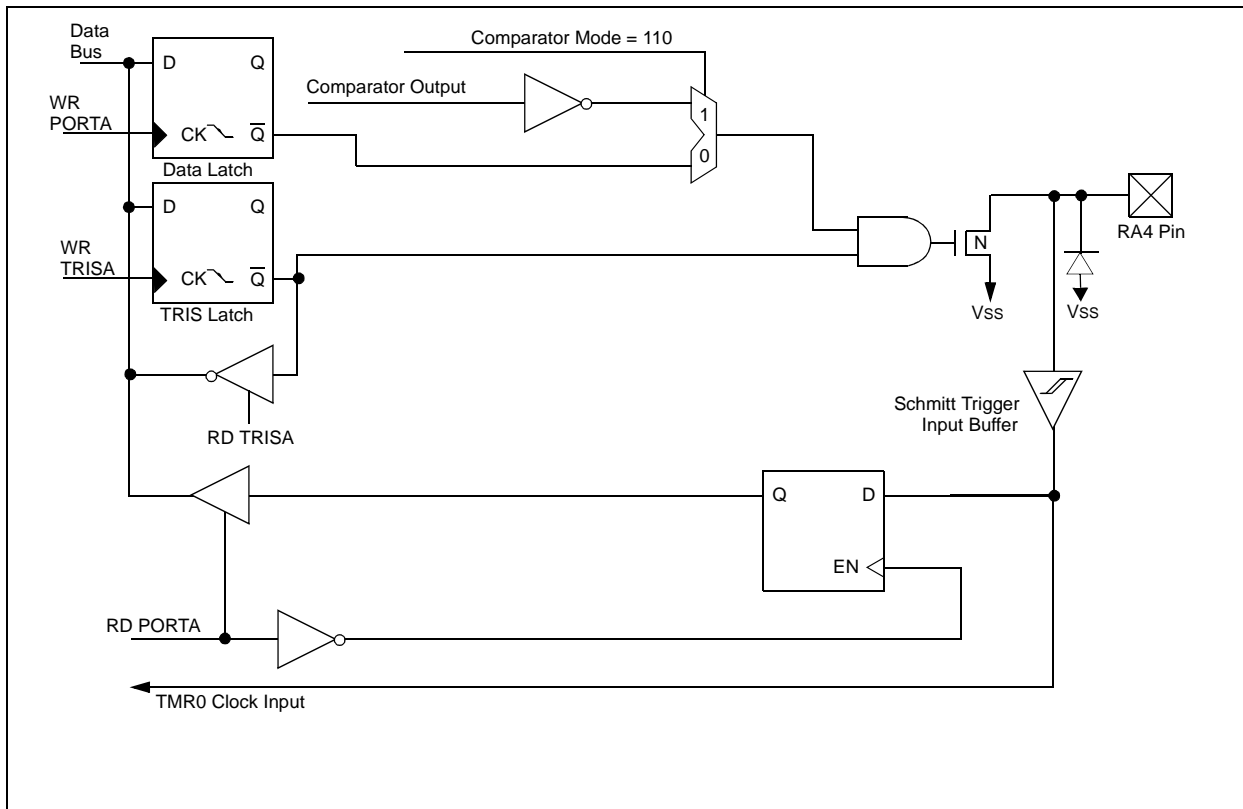 Data
Bus
D
Q
WR
PORTA
CK
Q
Data Latch
D
Q
WR
TRISA
CK
Q
TRIS Latch
RD TRISA
Comparator Mode = 110
Comparator Output
1
0
N
VSS
VSS
RA4 Pin
Schmitt Trigger
Input Buffer
Q
D
EN
RD PORTA
TMR0 Clock Input